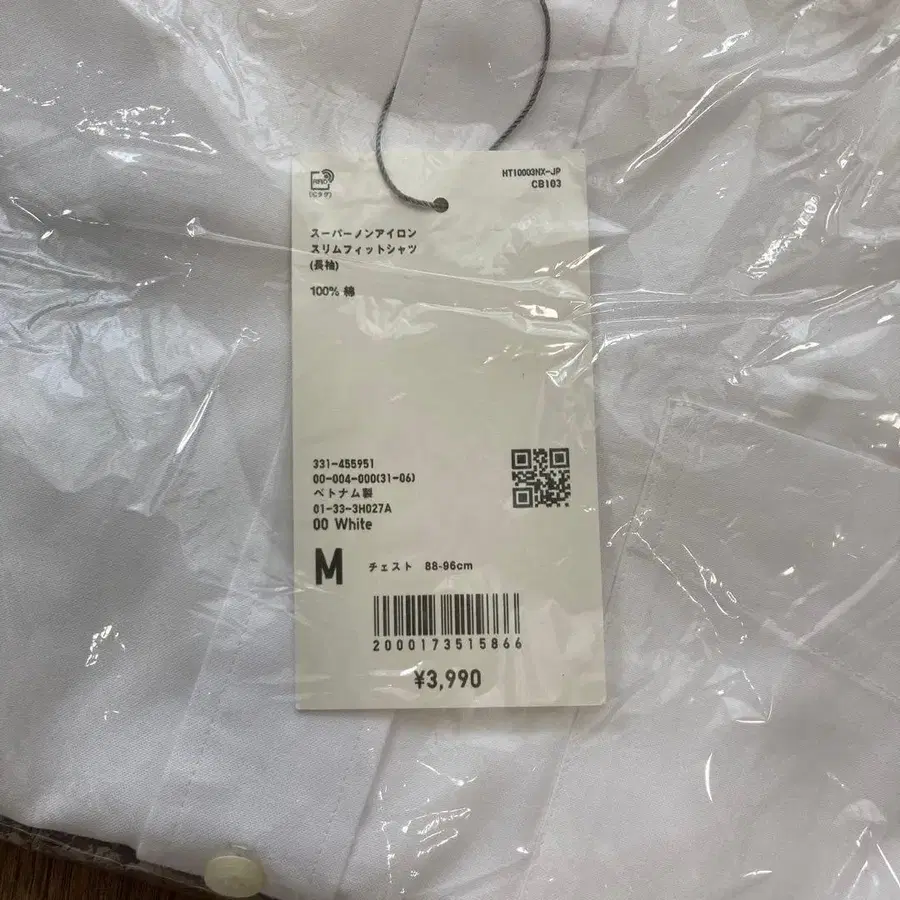 HT10003NX-JP
CB103
RFID
(ICタグ)
スーパーノンアイロン
スリムフィットシャツ
(長袖)
100% 綿
331-455951
00-004-000(31-06)
ベトナム製
01-33-3H027A
00 White
M チェスト 88-96cm
2000173515866
¥3,990